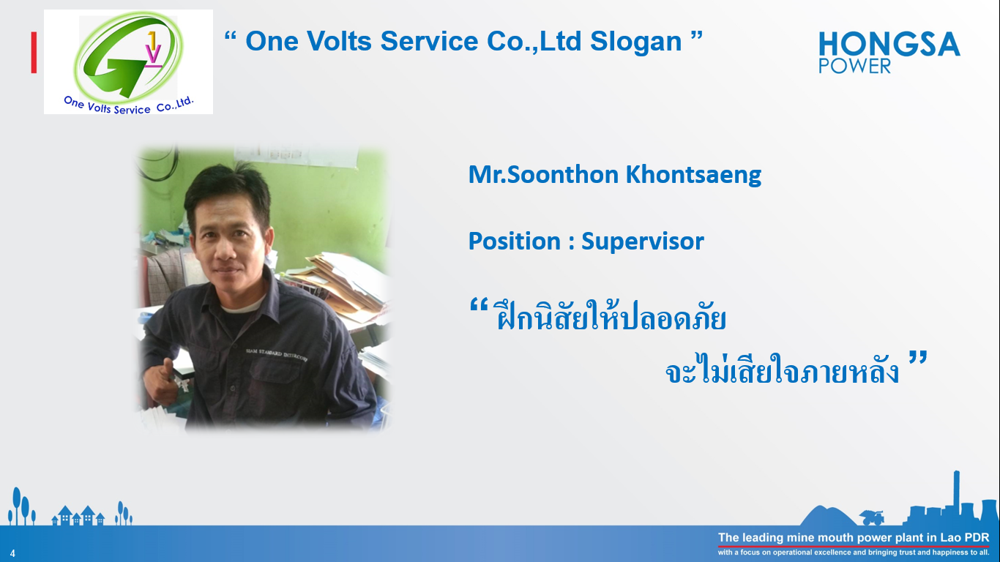 1
V
One Volts Service Co.,Ltd.
“ One Volts Service Co.,Ltd Slogan ”
HONGSA
POWER
Mr.Soonthon Khontsaeng
Position : Supervisor
“ ฝึกนิสัยให้ปลอดภัย
จะไม่เสียใจภายหลัง ”
SIAM STANDARD INTERCORP
The leading mine mouth power plant in Lao PDR
with a focus on operational excellence and bringing trust and happiness to all.
4